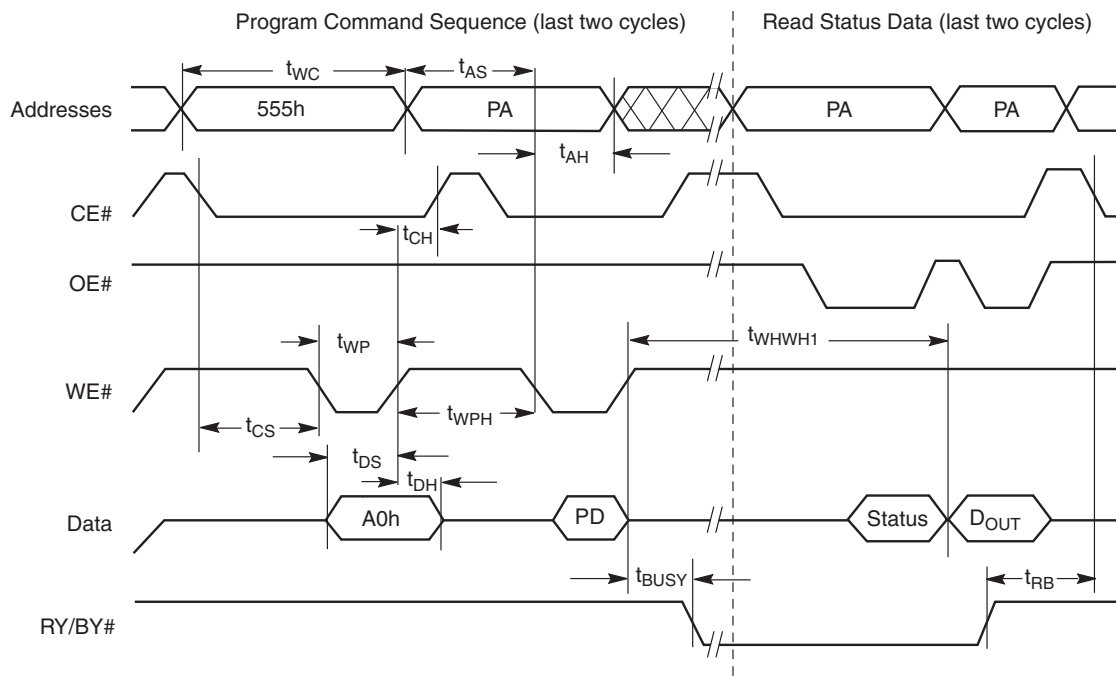 Program Command Sequence (last two cycles) Read Status Data (last two cycles)
tWC tAS
Addresses 555h PA PA PA
tAH
CE#
tCH
OE#
tWP tWHWH1
WE#
tCS tWPH
tDS
tDH
Data A0h PD Status DOUT
tBUSY tRB
RY/BY#